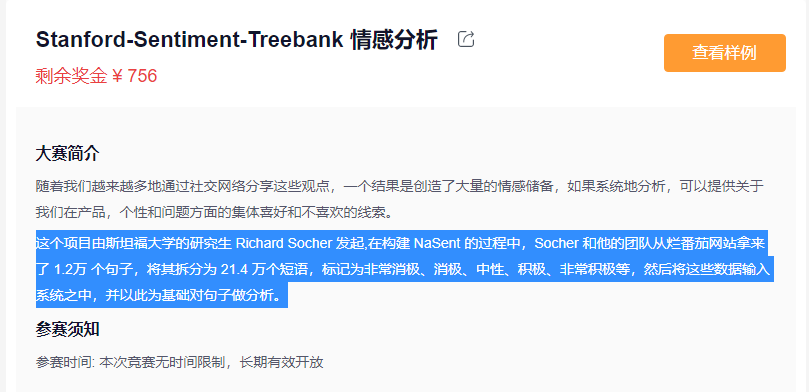 Stanford-Sentiment-Treebank 情感分析
剩余奖金 ¥ 756
查看样例
大赛简介
随着我们越来越多地通过社交网络分享这些观点，一个结果是创造了大量的情感储备，如果系统地分析，可以提供关于
我们在产品，个性和问题方面的集体喜好和不喜欢的线索。
这个项目由斯坦福大学的研究生 Richard Socher 发起,在构建 NaSent 的过程中，Socher 和他的团队从烂番茄网站拿来
了 1.2万 个句子，将其拆分为 21.4 万个短语，标记为非常消极、消极、中性、积极、非常积极等，然后将这些数据输入
系统之中，并以此为基础对句子做分析。
参赛须知
参赛时间: 本次竞赛无时间限制，长期有效开放